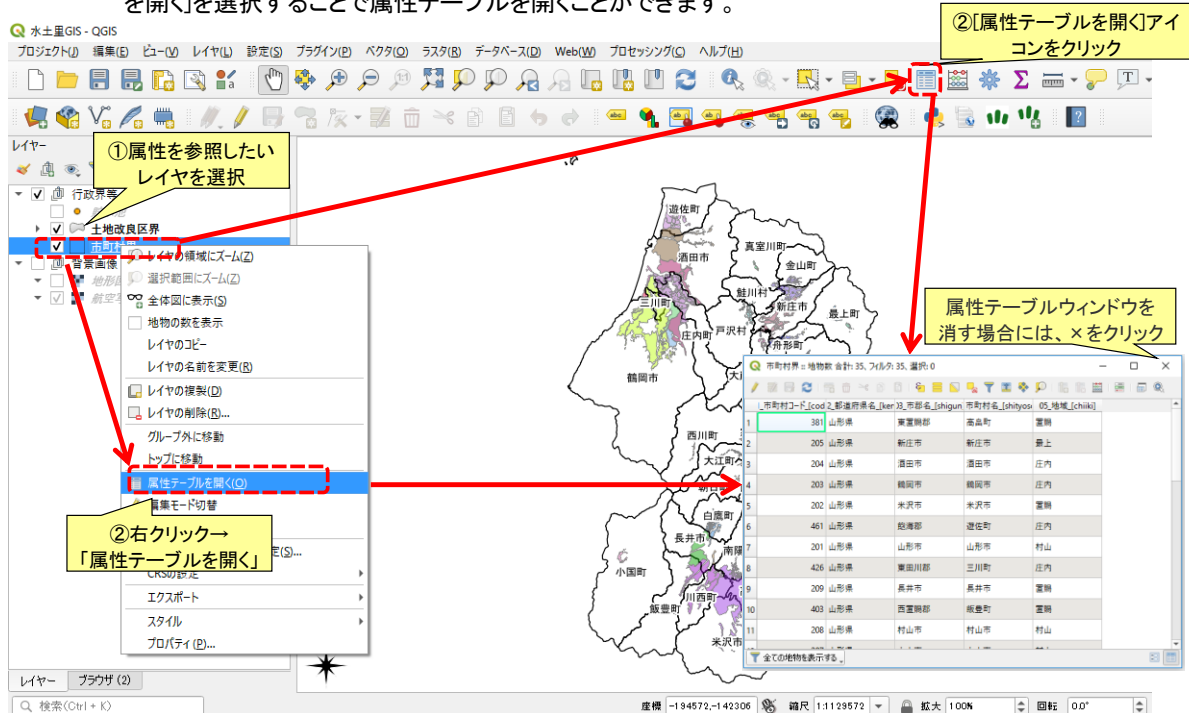 を開く」を選択することで属性テーブルを開くことができます。
水土里GIS - QGIS
プロジェクト(J) 編集(E) ビュー(V) レイヤ(L) 設定(S) プラグイン(P) ベクタ(O) ラスタ(R) データベース(D) Web(W) プロセッシング(C) ヘルプ(H)
②[属性テーブルを開く]アイ
コンをクリック
レイヤー
①属性を参照したい
レイヤを選択
行政界等
土地改良区界
市町村界
背景画像
レイヤの領域にズーム(Z)
選択範囲にズーム(Z)
全体図に表示(S)
地物の数を表示
レイヤのコピー
レイヤの名前を変更(R)
レイヤの複製(D)
レイヤの削除(R)...
グループ外に移動
トップに移動
属性テーブルを開く(O)
編集モード切替
②右クリック→
「属性テーブルを開く」
定(S)...
CRSの設定
エクスポート
スタイル
プロパティ(P)...
遊佐町
酒田市
真室川町
金山町
鮭川村
新庄市
最上町
三川町
庄内町
戸沢村
舟形町
鶴岡市
西川町
大江町
白鷹町
長井市
小国町
川西町
飯豊町
米沢市
属性テーブルウィンドウを
消す場合には、×をクリック
市町村界 :: 地物数 合計: 35, フィルタ: 35, 選択: 0
_市町村コード_[cod 2_都道府県名_[ker 03_市郡名_[shigun 市町村名_[shityos 05_地域_[chiiki]
1 381 山形県 東置賜郡 高畠町 置賜
2 205 山形県 新庄市 新庄市 最上
3 204 山形県 酒田市 酒田市 庄内
4 203 山形県 鶴岡市 鶴岡市 庄内
5 202 山形県 米沢市 米沢市 置賜
6 461 山形県 飽海郡 遊佐町 庄内
7 201 山形県 山形市 山形市 村山
8 426 山形県 東田川郡 三川町 庄内
9 209 山形県 長井市 長井市 置賜
10 403 山形県 西置賜郡 飯豊町 置賜
11 208 山形県 村山市 村山市 村山
全ての地物を表示する
レイヤー ブラウザ (2)
検索(Ctrl + K)
座標 -194572,-142306 縮尺 1:1129572 拡大 100% 回転 0.0°